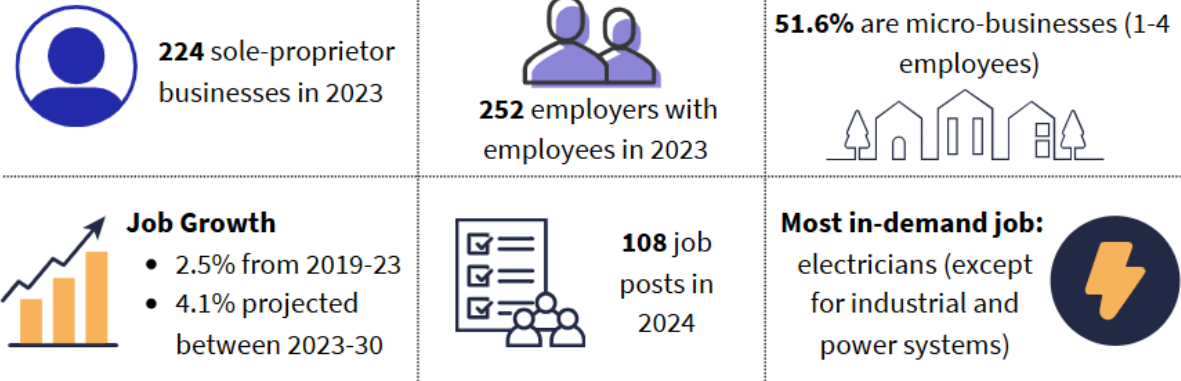 224 sole-proprietor
businesses in 2023
252 employers with
employees in 2023
51.6% are micro-businesses (1-4
employees)
Job Growth
• 2.5% from 2019-23
• 4.1% projected
between 2023-30
108 job
posts in
2024
Most in-demand job:
electricians (except
for industrial and
power systems)